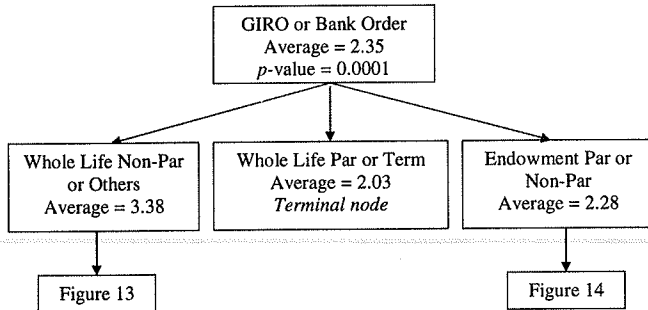 GIRO or Bank Order
Average = 2.35
p-value = 0.0001
Whole Life Non-Par
or Others
Average = 3.38
Whole Life Par or Term
Average = 2.03
Terminal node
Endowment Par or
Non-Par
Average = 2.28
Figure 13
Figure 14